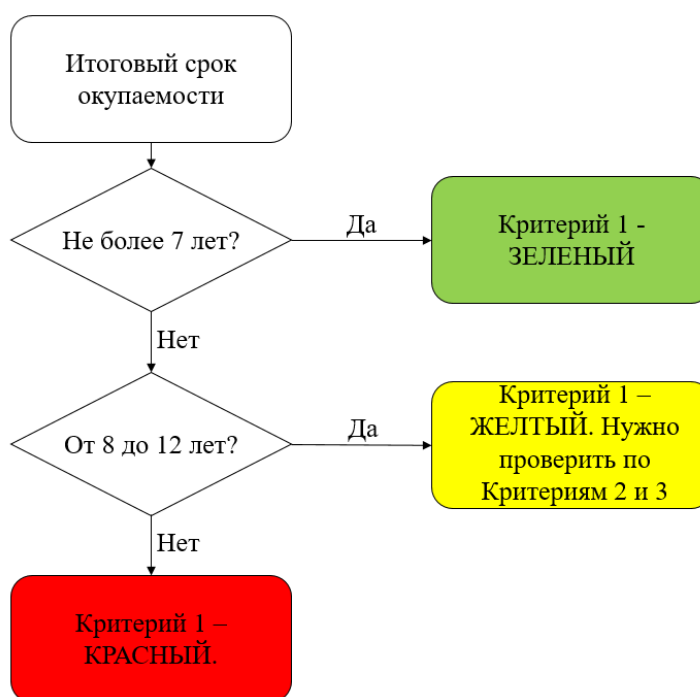 Итоговый срок
окупаемости
Не более 7 лет?
Да
Критерий 1 -
ЗЕЛЕНЫЙ
Нет
От 8 до 12 лет?
Да
Критерий 1 –
ЖЕЛТЫЙ. Нужно
проверить по
Критериям 2 и 3
Нет
Критерий 1 –
КРАСНЫЙ.